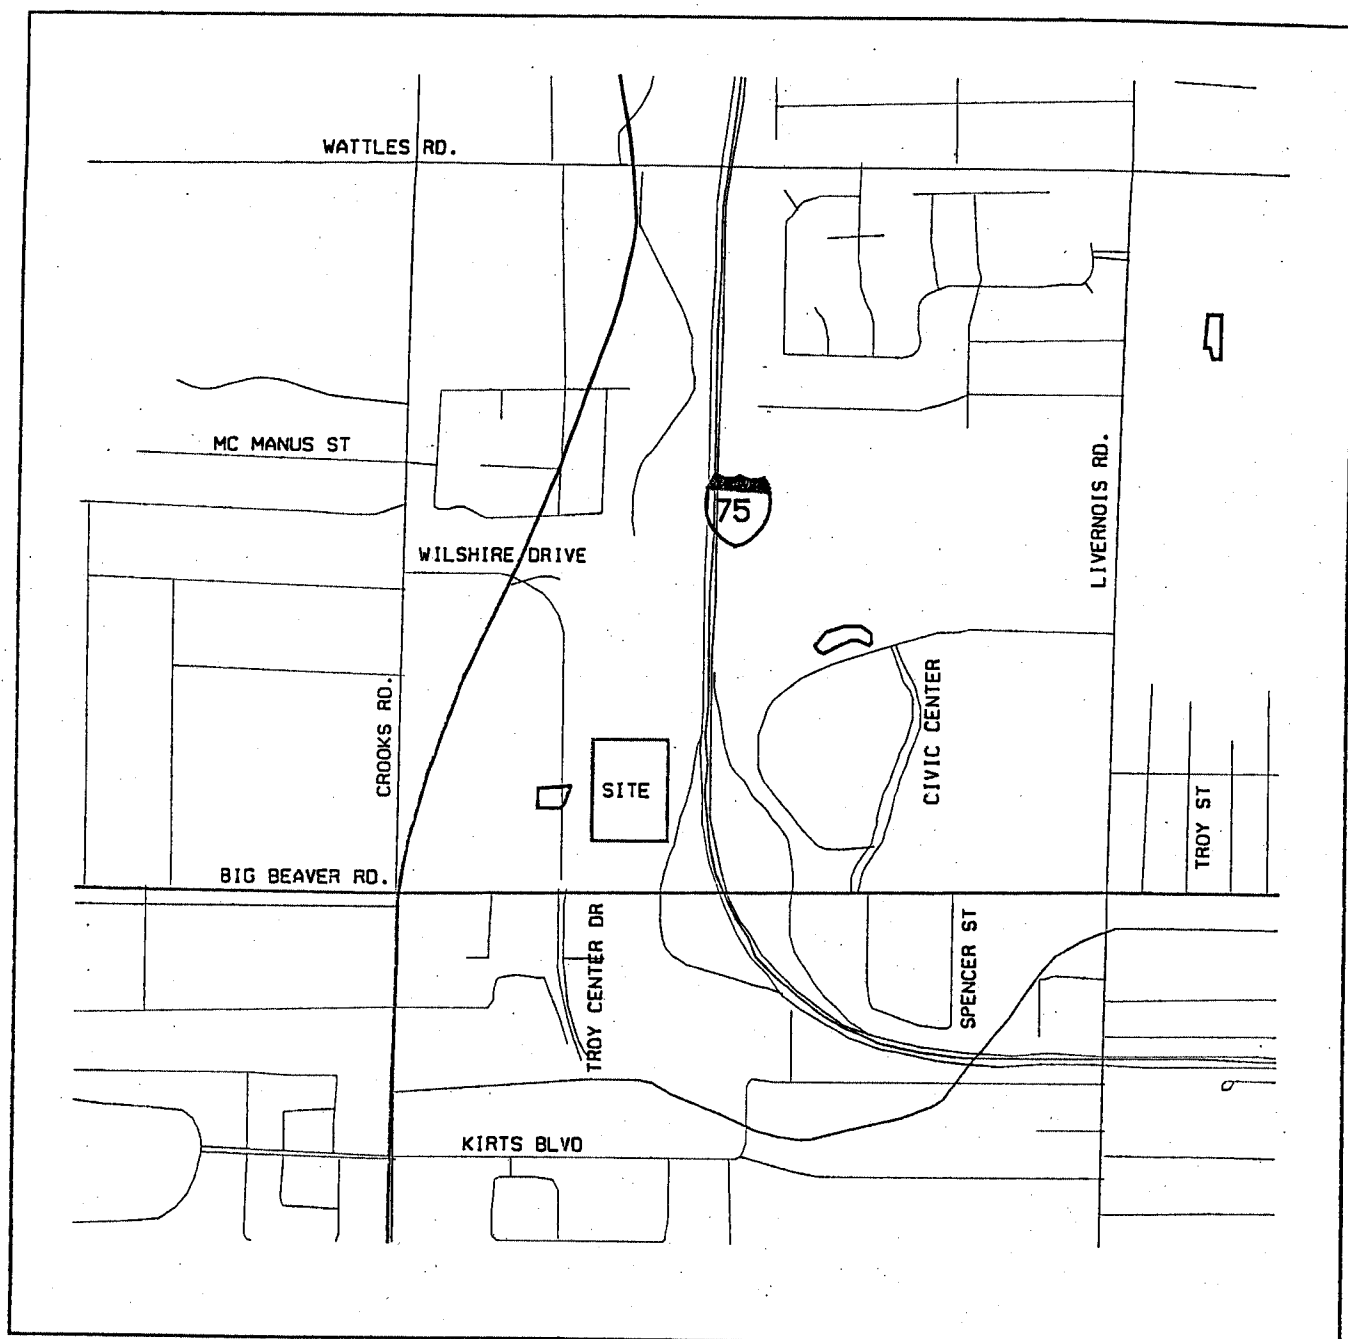 WATTLES RD.
MC MANUS ST
75
LIVERNOIS RD.
WILSHIRE DRIVE
CROOKS RD.
CIVIC CENTER
SITE
TROY ST
BIG BEAVER RD.
TROY CENTER DR
SPENCER ST
KIRTS BLVD